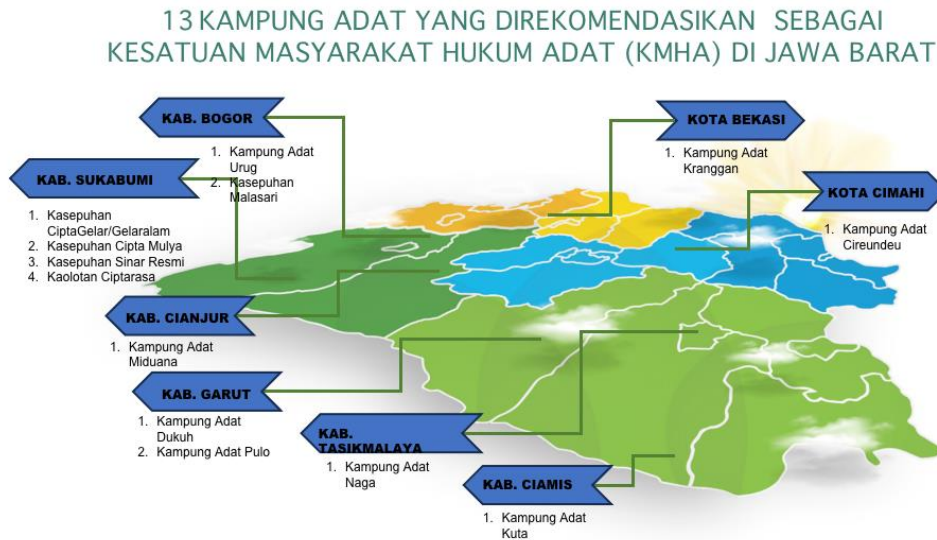 13 KAMPUNG ADAT YANG DIREKOMENDASIKAN SEBAGAI
KESATUAN MASYARAKAT HUKUM ADAT (KMHA) DI JAWA BARAT
KAB. BOGOR
1. Kampung Adat
Urug
2. Kasepuhan
Malasari
KAB. SUKABUMI
1. Kasepuhan
CiptaGelar/Gelaralam
2. Kasepuhan Cipta Mulya
3. Kasepuhan Sinar Resmi
4. Kaolotan Ciptarasa
KAB. CIANJUR
1. Kampung Adat
Miduana
KAB. GARUT
1. Kampung Adat
Dukuh
2. Kampung Adat Pulo
KAB.
TASIKMALAYA
1. Kampung Adat
Naga
KAB. CIAMIS
1. Kampung Adat
Kuta
KOTA BEKASI
1. Kampung Adat
Kranggan
KOTA CIMAHI
1. Kampung Adat
Cireundeu